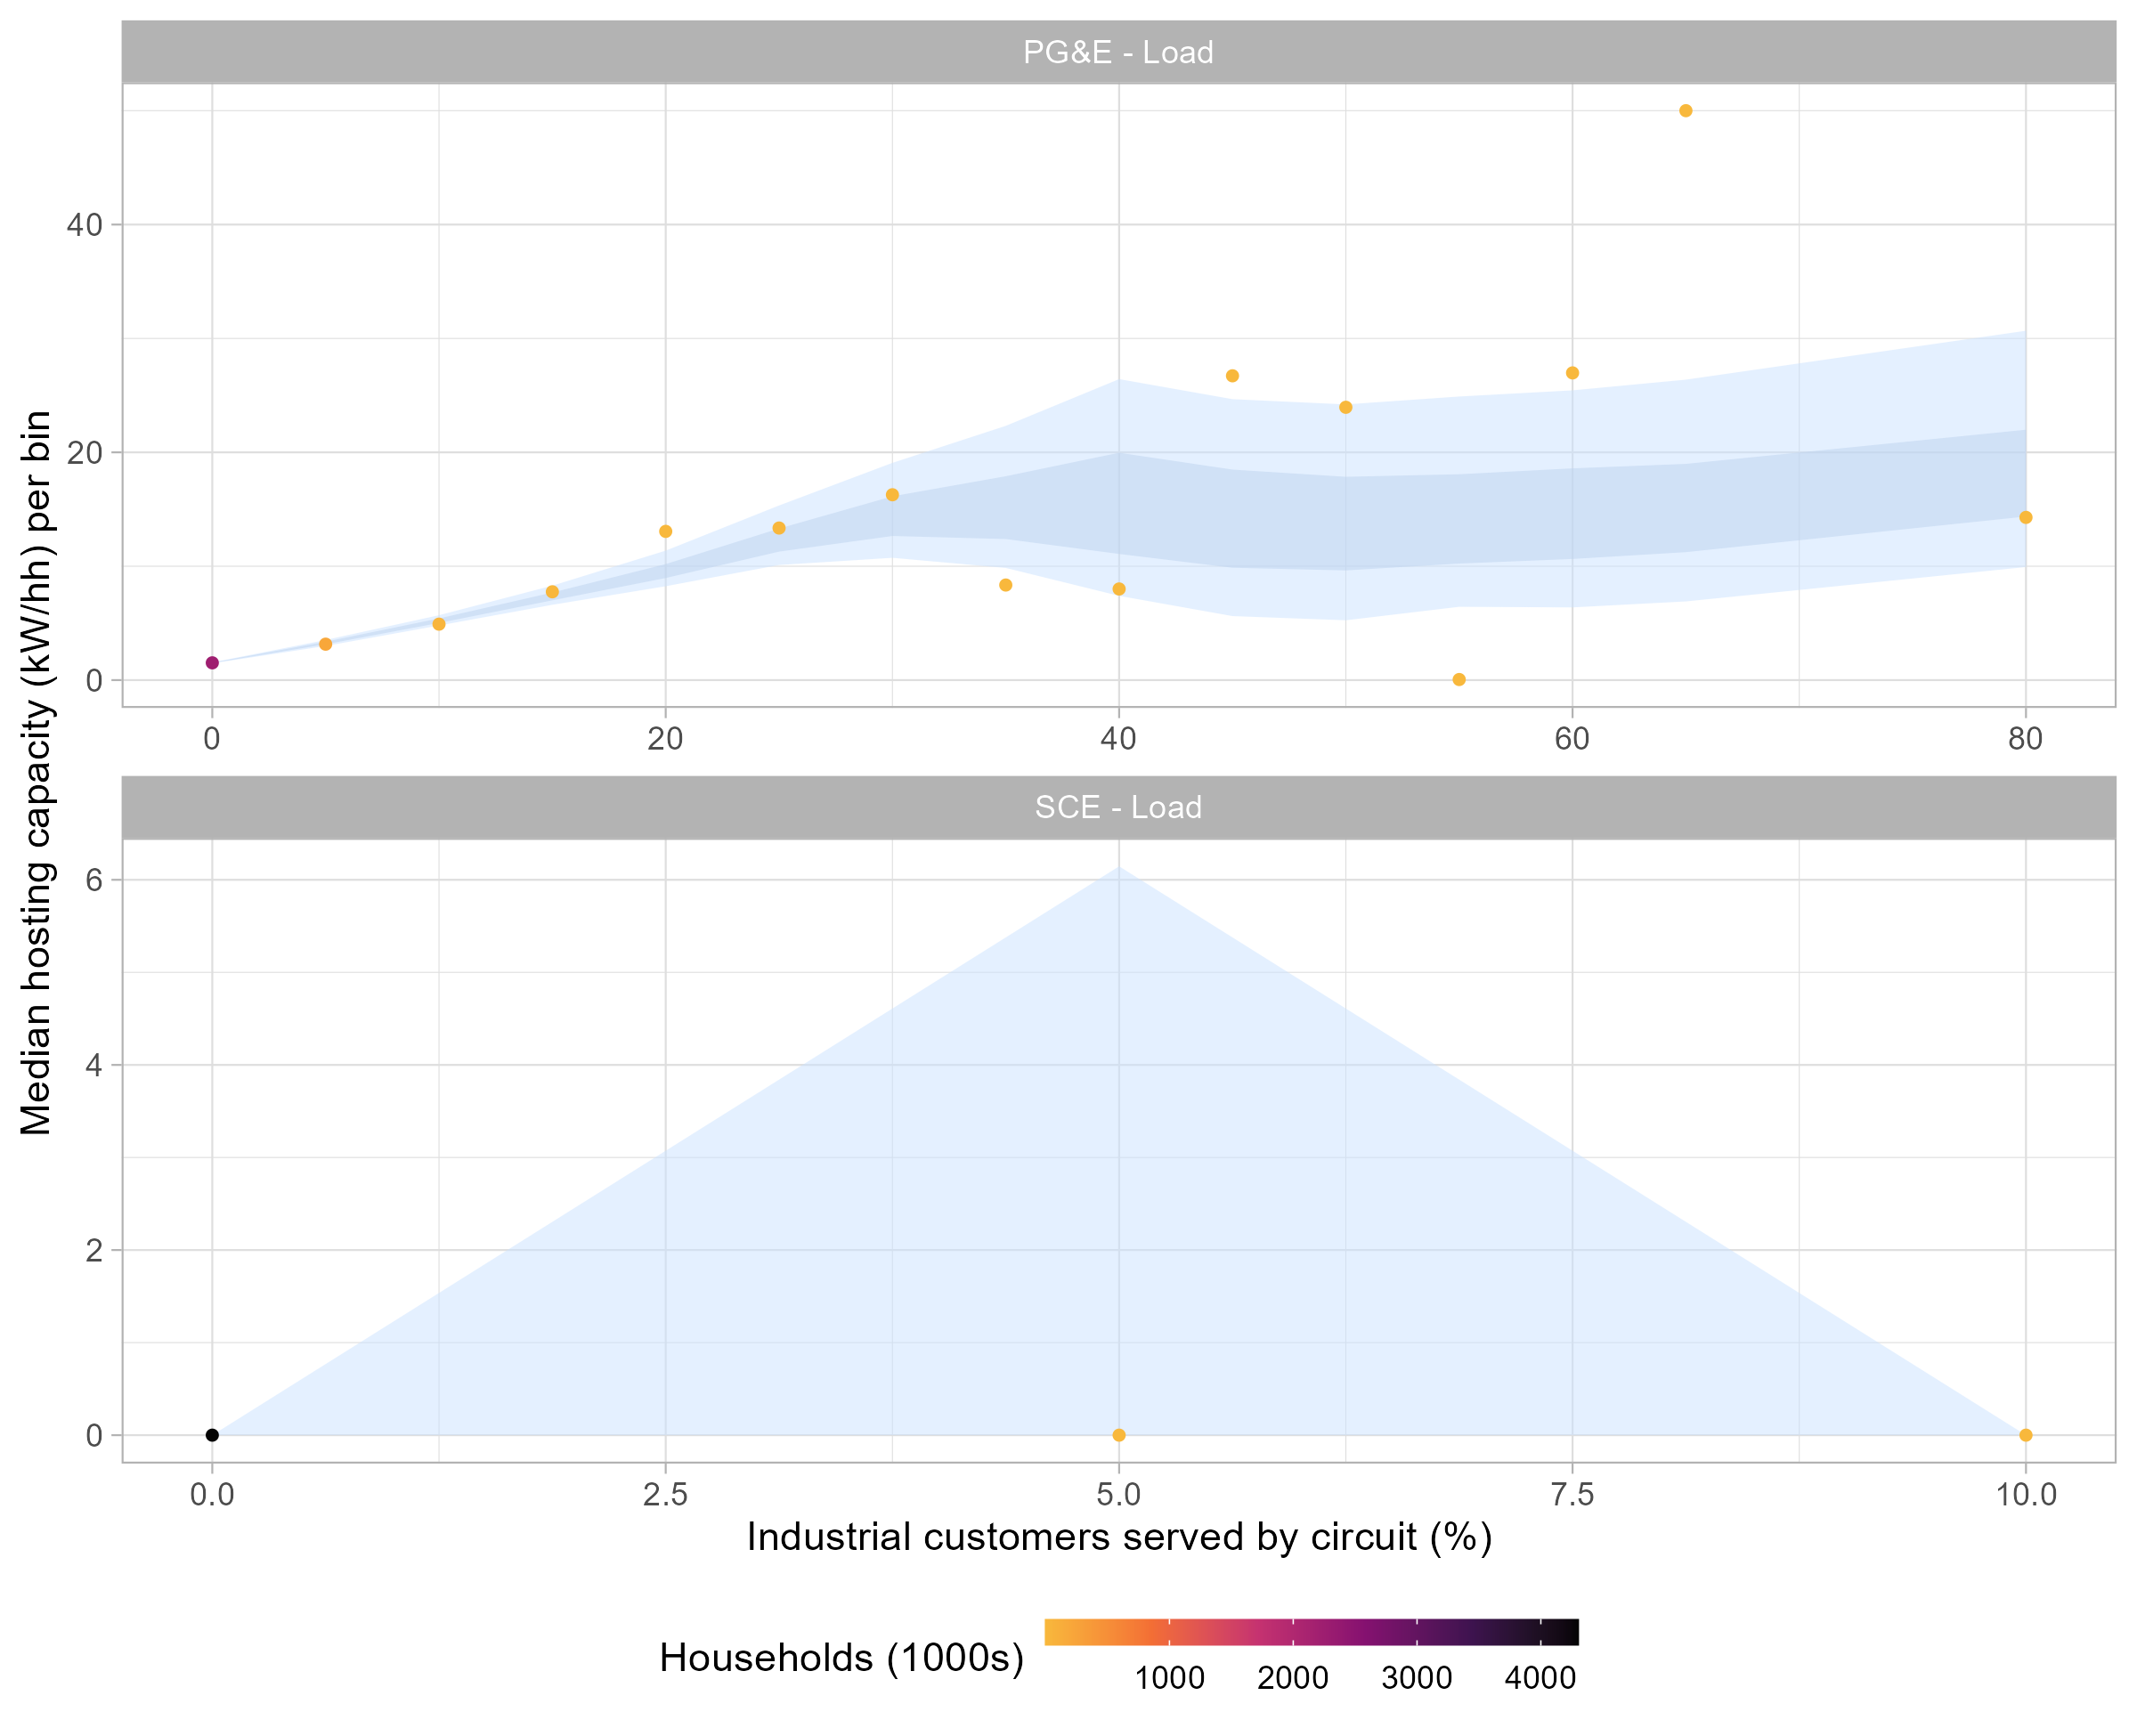 PG&E - Load
40
20
0
0 20 40 60 80
Median hosting capacity (kW/hh) per bin
SCE - Load
6
4
2
0
0.0 2.5 5.0 7.5 10.0
Industrial customers served by circuit (%)
Households (1000s)
1000 2000 3000 4000